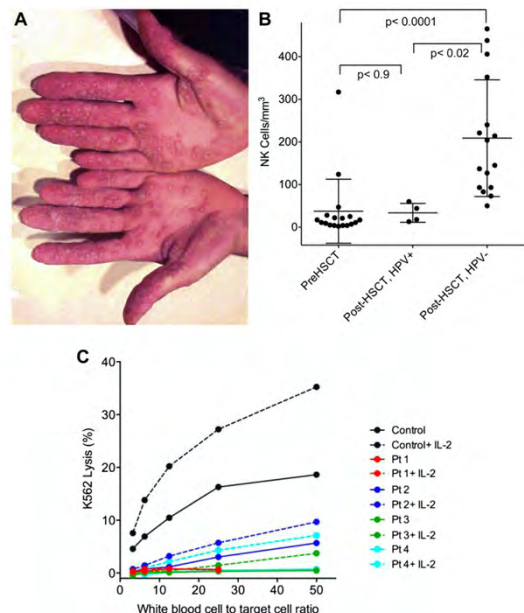 A
B
p< 0.0001
p< 0.02
p< 0.9
NK Cells/mm³
400
300
200
100
0
PreHSCT
Post-HSCT, HPV+
Post-HSCT, HPV-
C
K562 Lysis (%)
40
30
20
10
0
0
10
20
30
40
50
White blood cell to target cell ratio
Control
Control+ IL-2
Pt 1
Pt 1+ IL-2
Pt 2
Pt 2+ IL-2
Pt 3
Pt 3+ IL-2
Pt 4
Pt 4+ IL-2